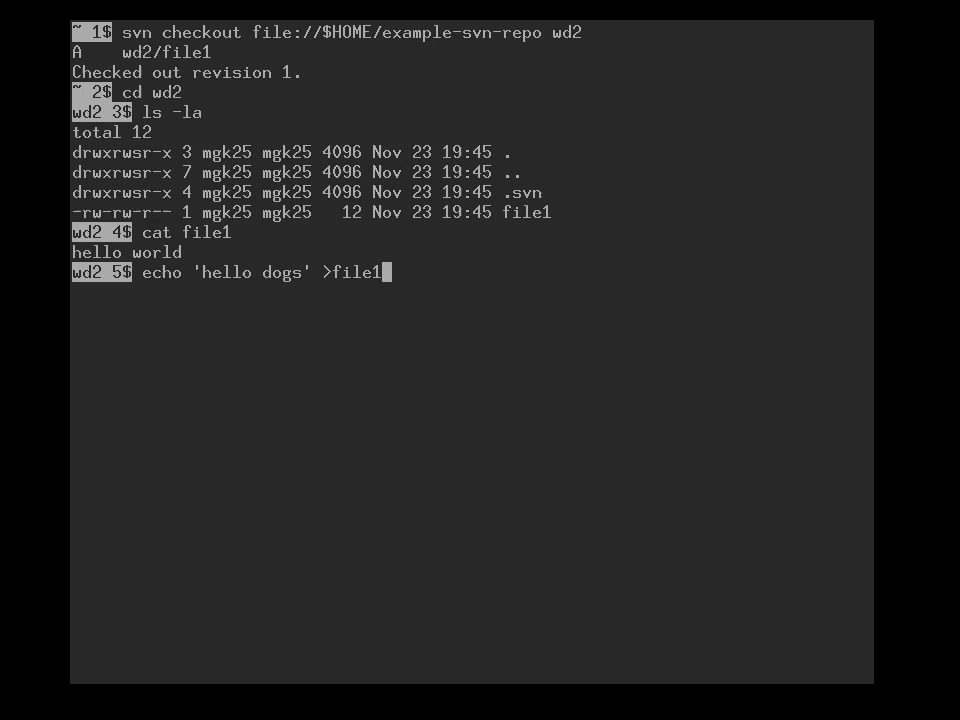 ~ 1$ svn checkout file://$HOME/example-svn-repo wd2
A    wd2/file1
Checked out revision 1.
~ 2$ cd wd2
wd2 3$ ls -la
total 12
drwxrwsr-x 3 mgk25 mgk25 4096 Nov 23 19:45 .
drwxrwsr-x 7 mgk25 mgk25 4096 Nov 23 19:45 ..
drwxrwsr-x 4 mgk25 mgk25 4096 Nov 23 19:45 .svn
-rw-rw-r-- 1 mgk25 mgk25   12 Nov 23 19:45 file1
wd2 4$ cat file1
hello world
wd2 5$ echo 'hello dogs' >file1